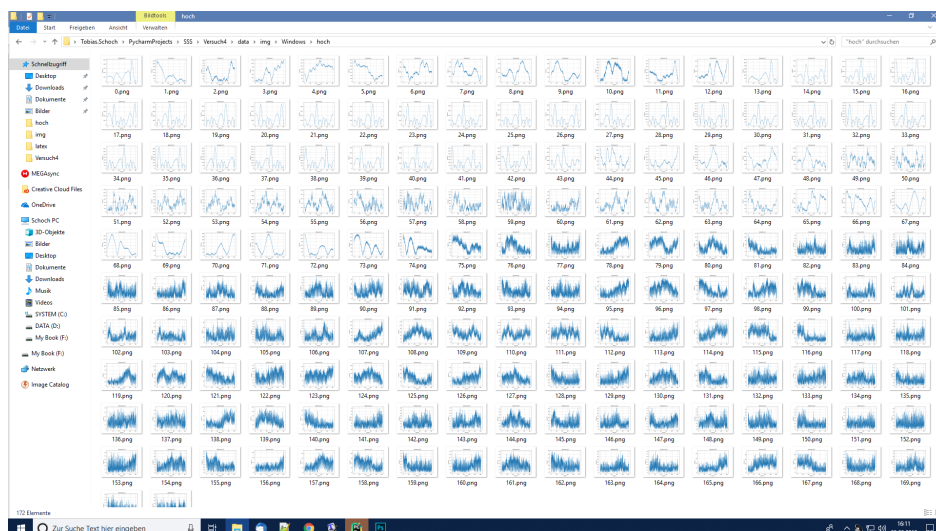 Bildtools hoch
Datei Start Freigeben Ansicht Verwalten
Tobias.Schoch › PycharmProjects › SSS › Versuch4 › data › img › Windows › hoch
"hoch" durchsuchen
Schnellzugriff
Desktop
Downloads
Dokumente
Bilder
hoch
img
latex
Versuch4
MEGAsync
Creative Cloud Files
OneDrive
Schoch PC
3D-Objekte
Bilder
Desktop
Dokumente
Downloads
Musik
Videos
SYSTEM (C:)
DATA (D:)
My Book (F:)
My Book (F:)
Netzwerk
Image Catalog
0.png 1.png 2.png 3.png 4.png 5.png 6.png 7.png 8.png 9.png 10.png 11.png 12.png 13.png 14.png 15.png 16.png
17.png 18.png 19.png 20.png 21.png 22.png 23.png 24.png 25.png 26.png 27.png 28.png 29.png 30.png 31.png 32.png 33.png
34.png 35.png 36.png 37.png 38.png 39.png 40.png 41.png 42.png 43.png 44.png 45.png 46.png 47.png 48.png 49.png 50.png
51.png 52.png 53.png 54.png 55.png 56.png 57.png 58.png 59.png 60.png 61.png 62.png 63.png 64.png 65.png 66.png 67.png
68.png 69.png 70.png 71.png 72.png 73.png 74.png 75.png 76.png 77.png 78.png 79.png 80.png 81.png 82.png 83.png 84.png
85.png 86.png 87.png 88.png 89.png 90.png 91.png 92.png 93.png 94.png 95.png 96.png 97.png 98.png 99.png 100.png 101.png
102.png 103.png 104.png 105.png 106.png 107.png 108.png 109.png 110.png 111.png 112.png 113.png 114.png 115.png 116.png 117.png 118.png
119.png 120.png 121.png 122.png 123.png 124.png 125.png 126.png 127.png 128.png 129.png 130.png 131.png 132.png 133.png 134.png 135.png
136.png 137.png 138.png 139.png 140.png 141.png 142.png 143.png 144.png 145.png 146.png 147.png 148.png 149.png 150.png 151.png 152.png
153.png 154.png 155.png 156.png 157.png 158.png 159.png 160.png 161.png 162.png 163.png 164.png 165.png 166.png 167.png 168.png 169.png
172 Elemente
Zur Suche Text hier eingeben
16:11